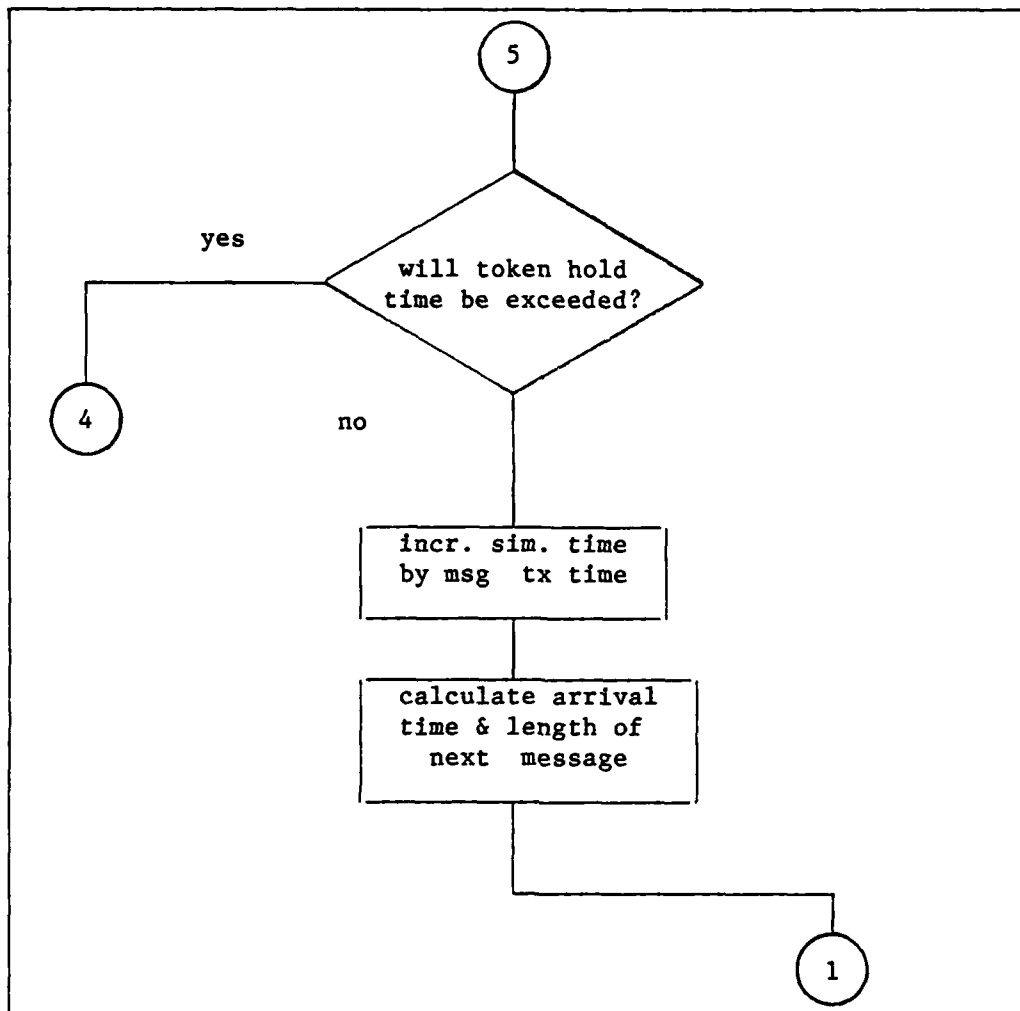 5
yes
will token hold
time be exceeded?
4
no
incr. sim. time
by msg tx time
calculate arrival
time & length of
next message
1